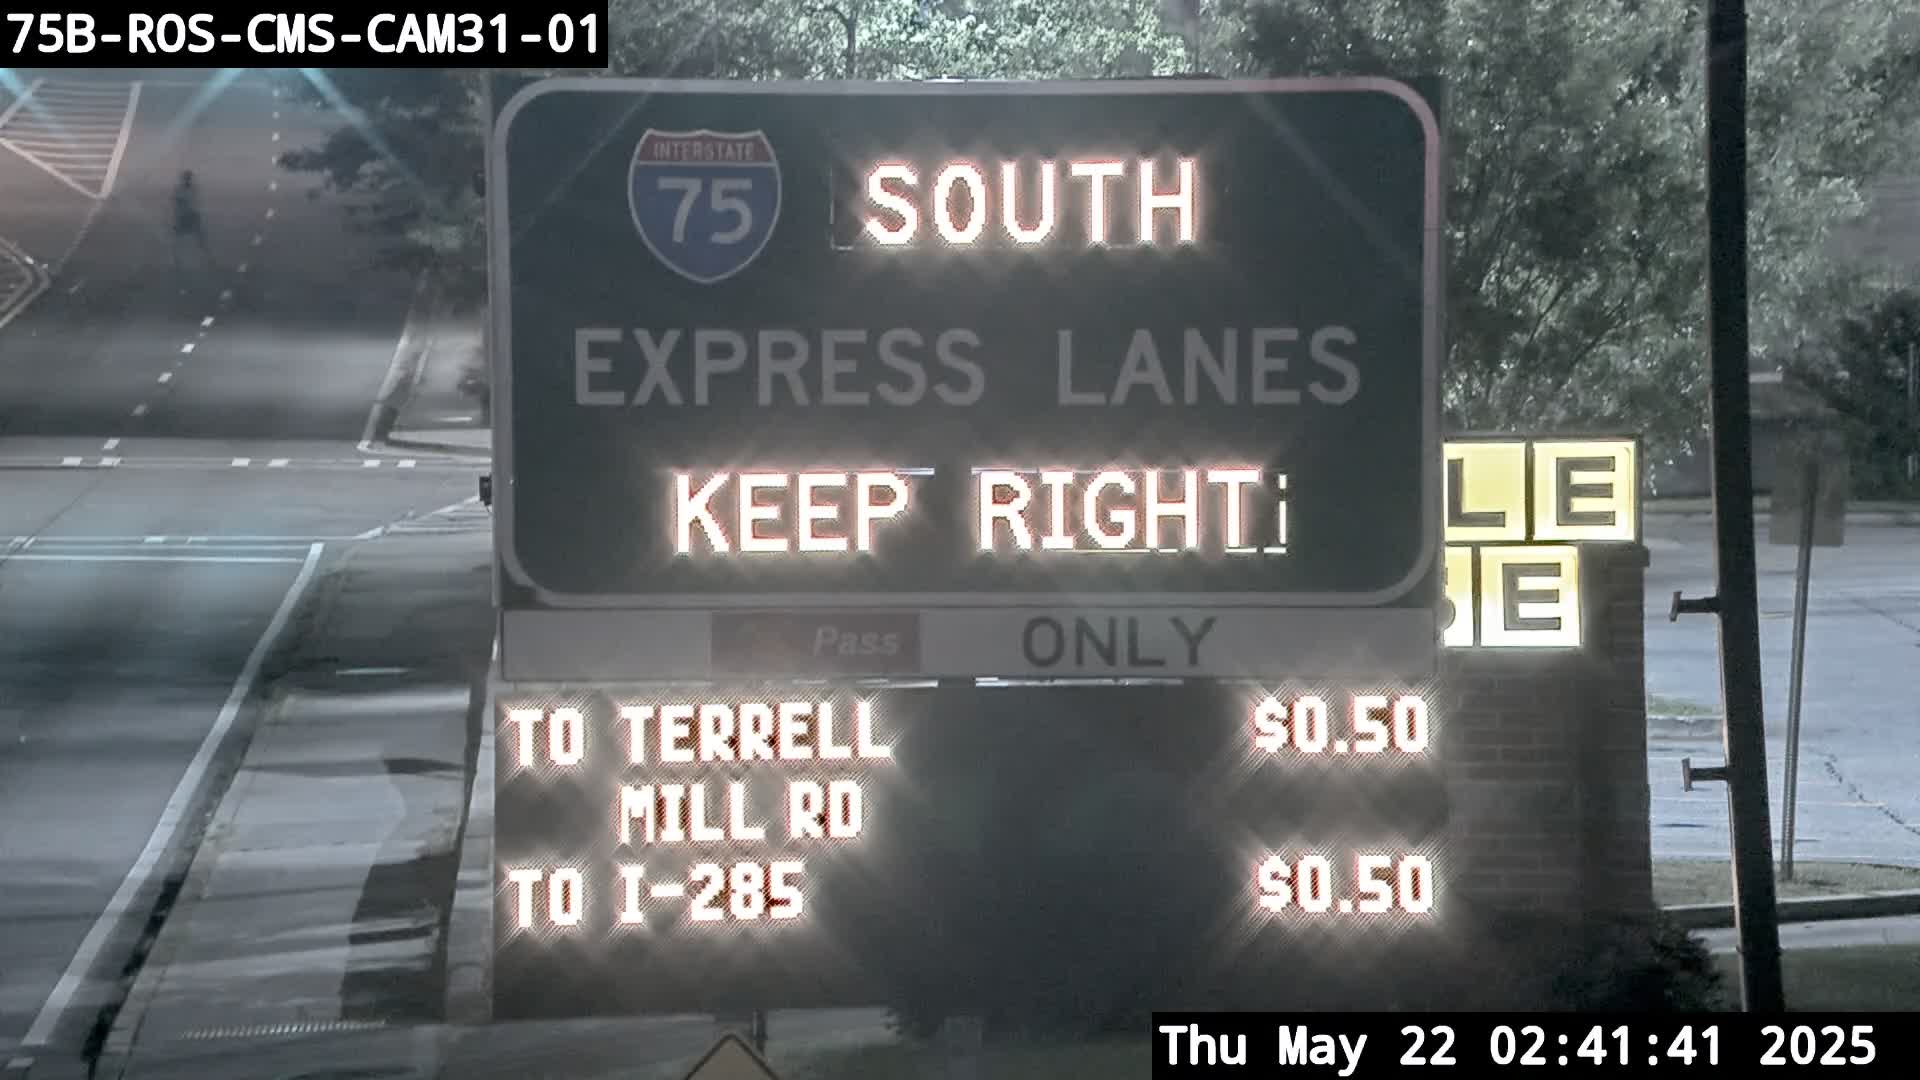 75B-ROS-CMS-CAM31-01
INTERSTATE
75
SOUTH
EXPRESS LANES
KEEP RIGHT
Pass ONLY
TO TERRELL $0.50
MILL RD
TO I-285 $0.50
LE
E
Thu May 22 02:41:41 2025